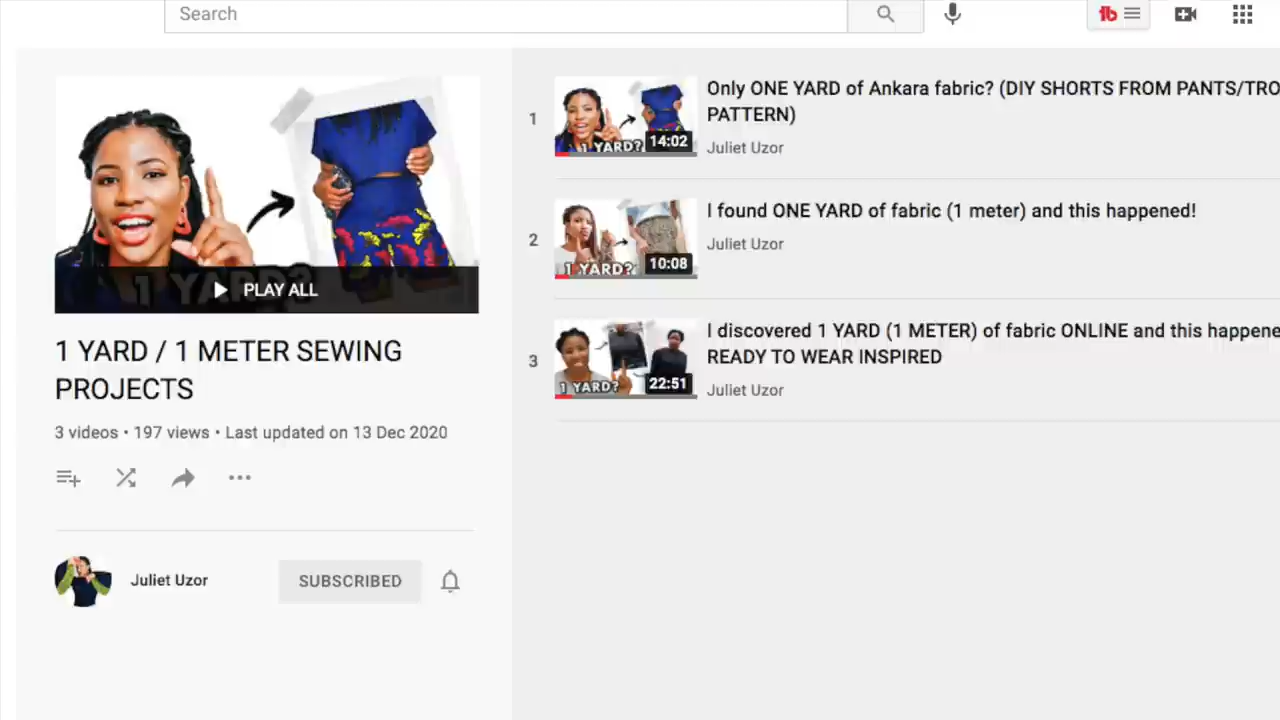 Search
PLAY ALL
1 YARD / 1 METER SEWING
PROJECTS
3 videos • 197 views • Last updated on 13 Dec 2020
Juliet Uzor
SUBSCRIBED
1
1 YARD?
14:02
Only ONE YARD of Ankara fabric? (DIY SHORTS FROM PANTS/TRO
PATTERN)
Juliet Uzor
2
1 YARD?
10:08
I found ONE YARD of fabric (1 meter) and this happened!
Juliet Uzor
3
1 YARD?
22:51
I discovered 1 YARD (1 METER) of fabric ONLINE and this happene
READY TO WEAR INSPIRED
Juliet Uzor